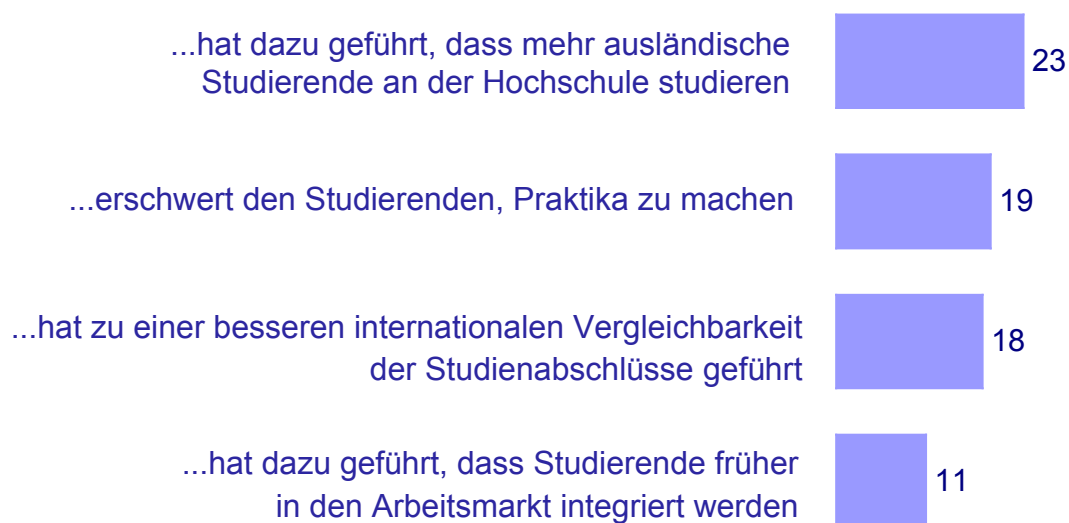 ...hat dazu geführt, dass mehr ausländische
Studierende an der Hochschule studieren
23
...erschwert den Studierenden, Praktika zu machen
19
...hat zu einer besseren internationalen Vergleichbarkeit
der Studienabschlüsse geführt
18
...hat dazu geführt, dass Studierende früher
in den Arbeitsmarkt integriert werden
11